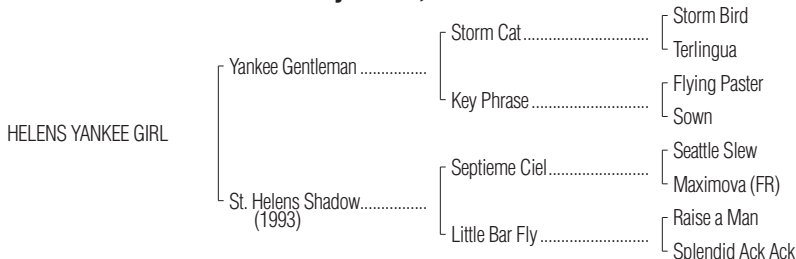 Storm Bird
Storm Cat
Terlingua
Yankee Gentleman
Flying Paster
Key Phrase
Sown
HELENS YANKEE GIRL
Seattle Slew
Septieme Ciel
Maximova (FR)
St. Helens Shadow
(1993)
Raise a Man
Little Bar Fly
Splendid Ack Ack